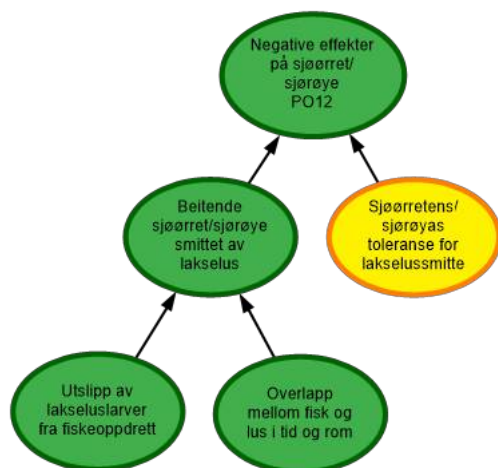 Negative effekter
på sjøørret/
sjørøye
PO12
Beitende
sjøørret/sjørøye
smittet av
lakselus
Sjøørretens/
sjørøyas
toleranse for
lakselussmitte
Utslipp av
lakseluslarver
fra fiskeoppdrett
Overlapp
mellom fisk og
lus i tid og rom